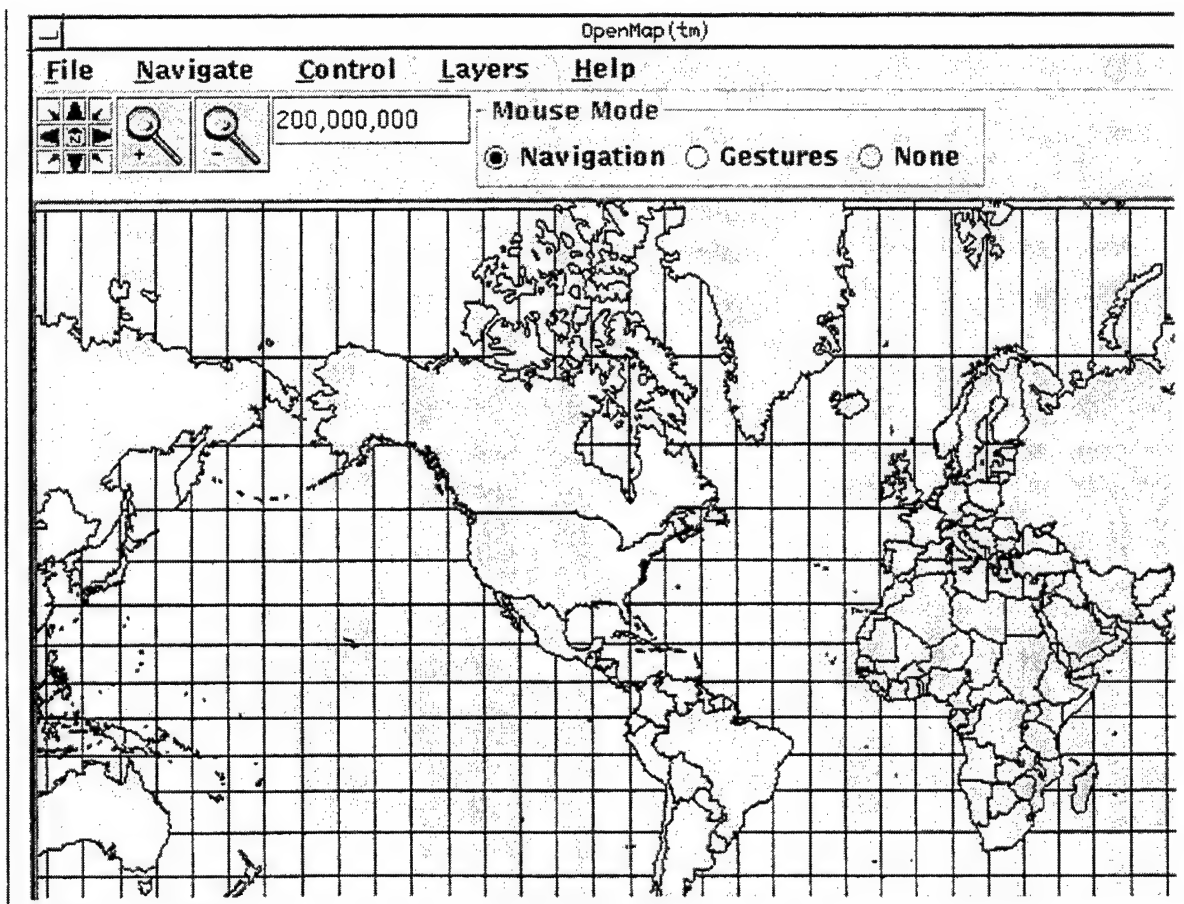 OpenMap(tm)
File Navigate Control Layers Help
200,000,000
Mouse Mode
Navigation Gestures None